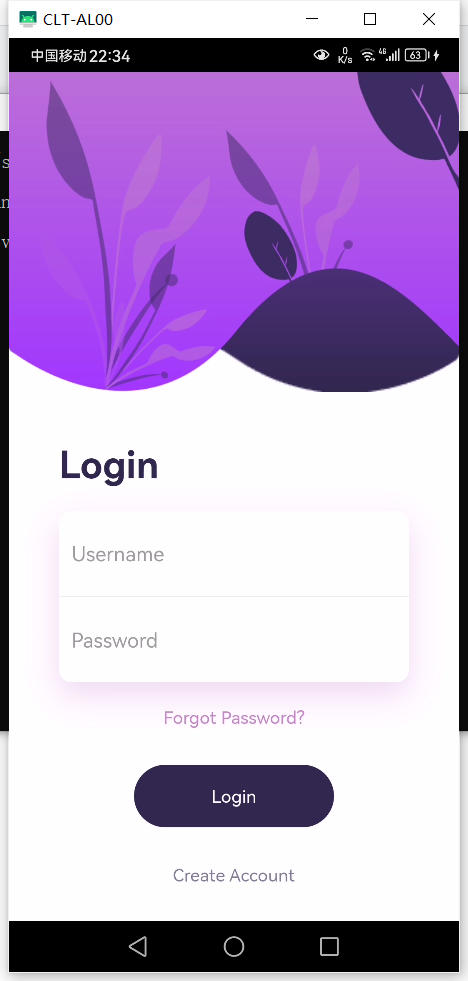 CLT-AL00
中国移动 22:34
0 K/s 4G 63
Login
Username
Password
Forgot Password?
Login
Create Account